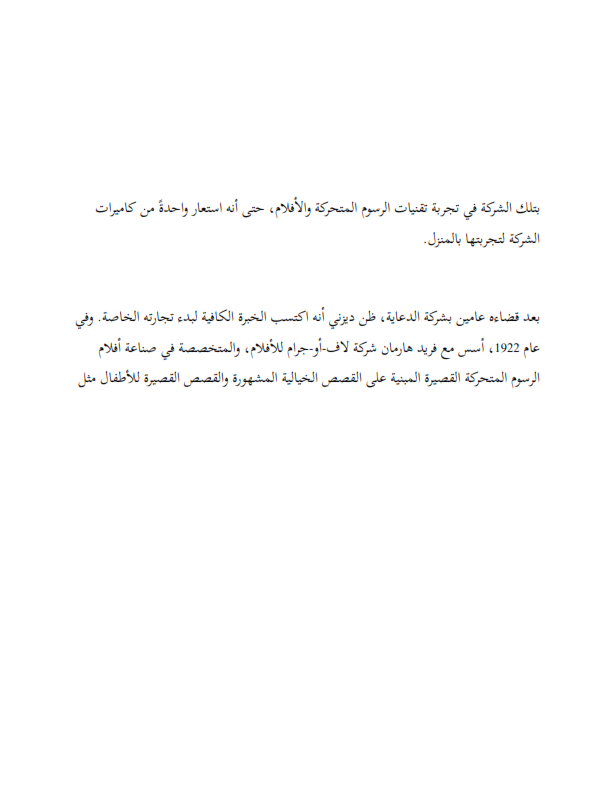 بتلك الشركة في تجربة تقنيات الرسوم المتحركة والأفلام، حتى أنه استعار واحدةً من كاميرات
الشركة لتجربتها بالمنزل.
بعد قضاءه عامين بشركة الدعاية، ظن ديزني أنه اكتسب الخبرة الكافية لبدء تجارته الخاصة. وفي
عام 1922، أسس مع فريد هارمان شركة لاف-أو-جرام للأفلام، والمتخصصة في صناعة أفلام
الرسوم المتحركة القصيرة المبنية على القصص الخيالية المشهورة والقصص القصيرة للأطفال مثل